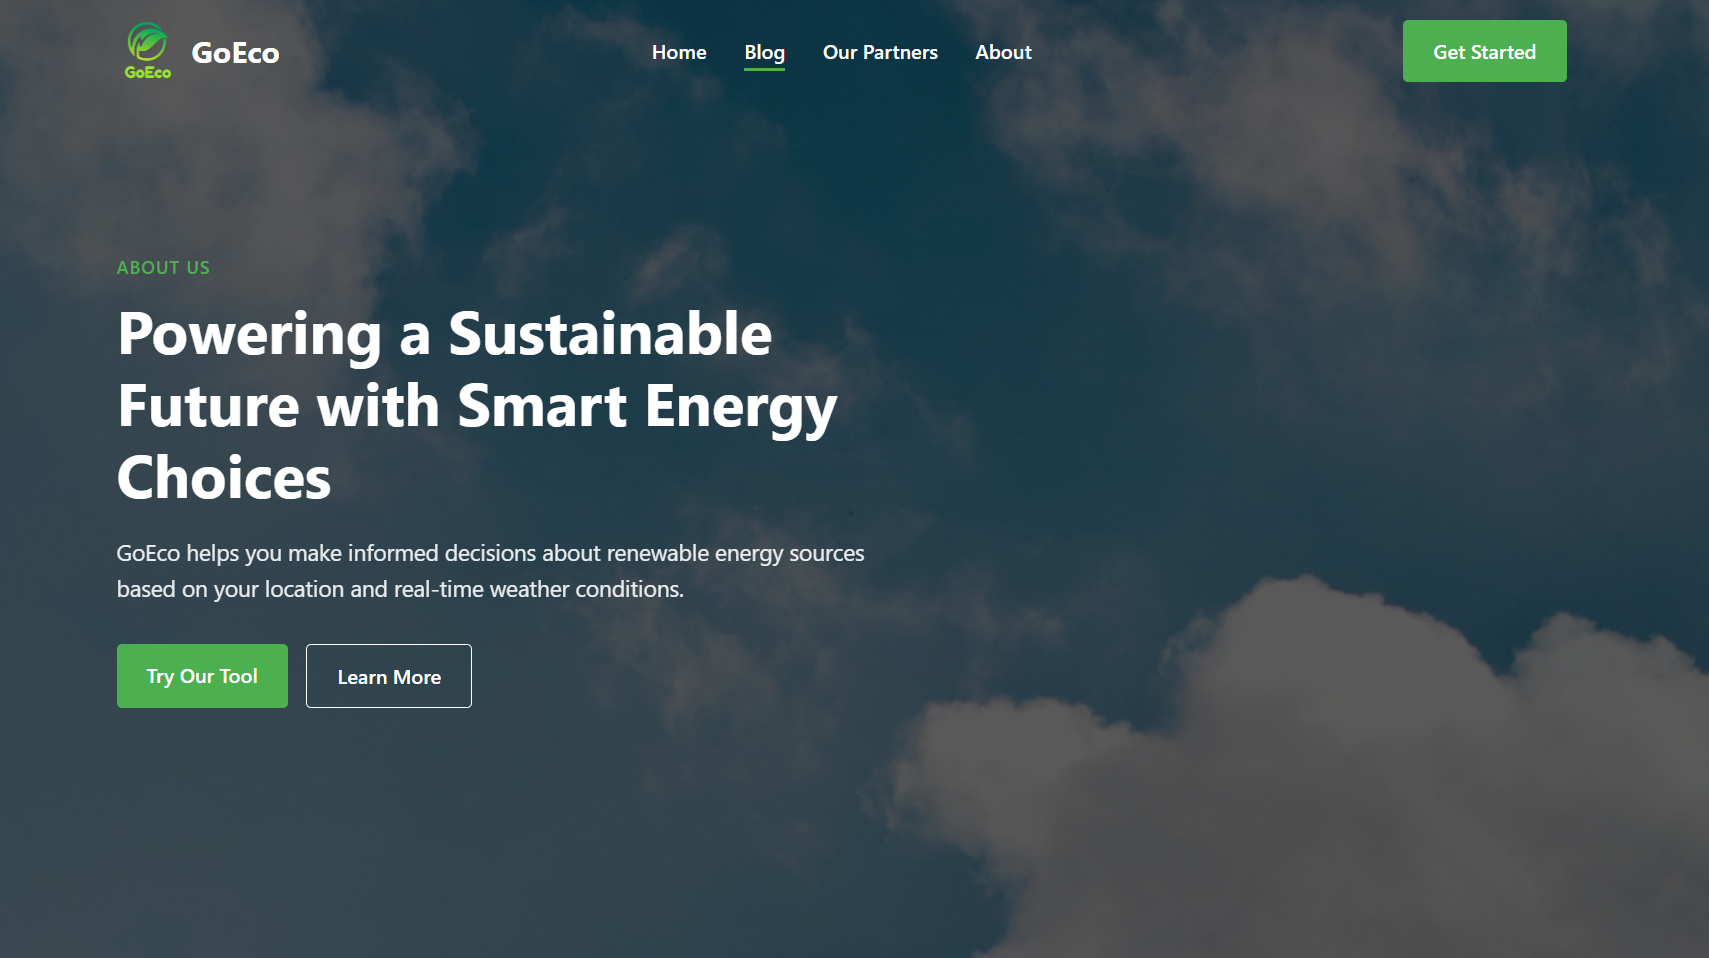 GoEco
GoEco
Home
Blog
Our Partners
About
Get Started
ABOUT US
Powering a Sustainable
Future with Smart Energy
Choices
GoEco helps you make informed decisions about renewable energy sources
based on your location and real-time weather conditions.
Try Our Tool
Learn More